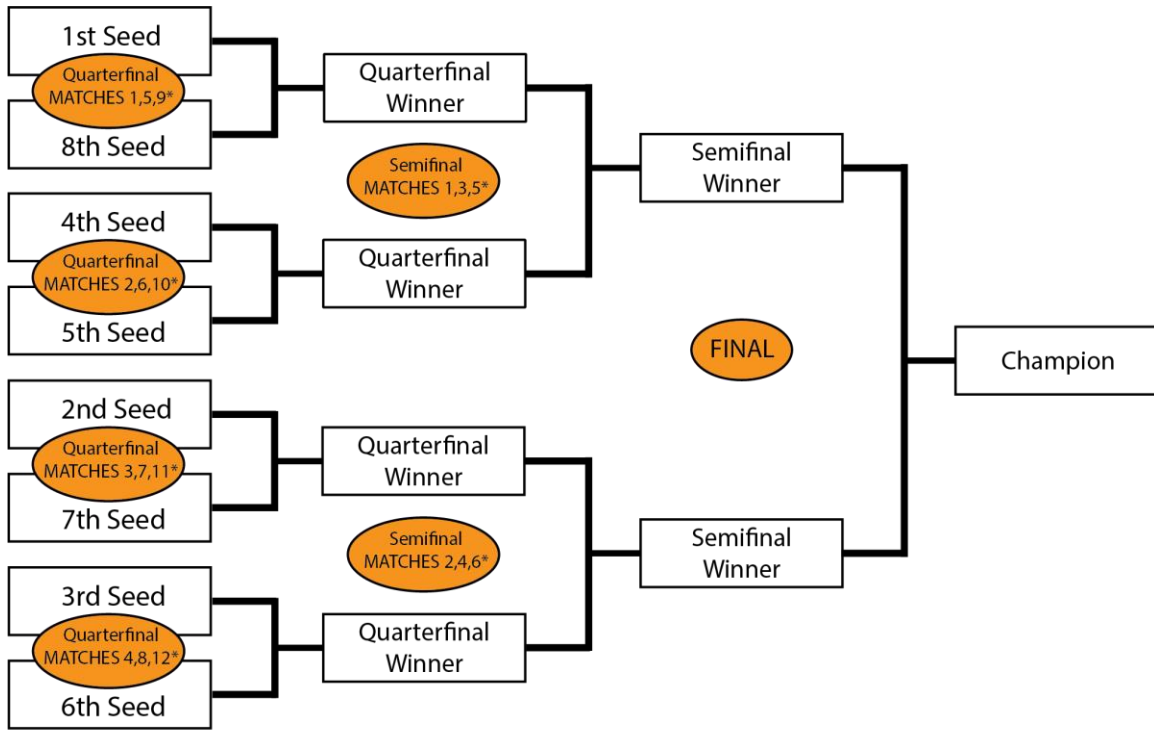 1st Seed
Quarterfinal
MATCHES 1,5,9*
8th Seed
4th Seed
Quarterfinal
MATCHES 2,6,10*
5th Seed
2nd Seed
Quarterfinal
MATCHES 3,7,11*
7th Seed
3rd Seed
Quarterfinal
MATCHES 4,8,12*
6th Seed
Quarterfinal
Winner
Semifinal
MATCHES 1,3,5*
Quarterfinal
Winner
Quarterfinal
Winner
Semifinal
MATCHES 2,4,6*
Quarterfinal
Winner
Semifinal
Winner
FINAL
Semifinal
Winner
Champion